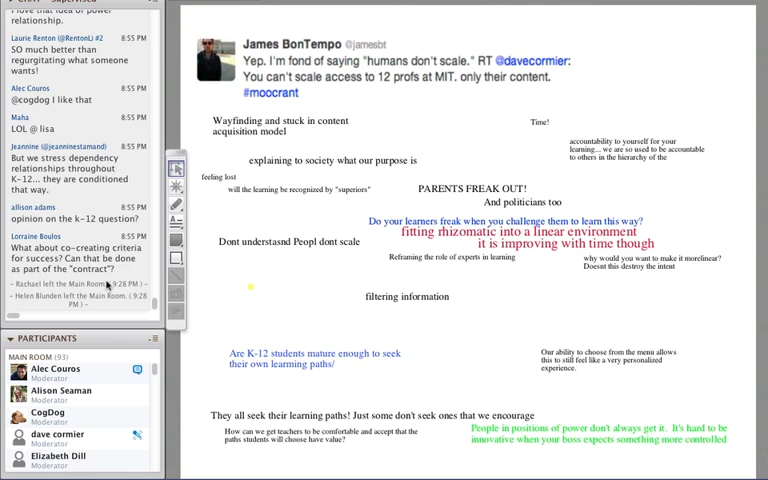 CHAT - Supervised
I love that idea of power
relationship.
Laurie Renton (@RentonL) #2 8:55 PM
SO much better than
regurgitating what someone
wants!
Alec Couros 8:55 PM
@cogdog I like that
Maha 8:55 PM
LOL @ lisa
Jeannine (@jeanninestamand) 8:55 PM
But we stress dependency
relationships throughout
K-12... they are conditioned
that way.
allison adams 8:55 PM
opinion on the k-12 question?
Lorraine Boulos 8:55 PM
What about co-creating criteria
for success? Can that be done
as part of the "contract"?
- Rachael left the Main Room. ( 9:28 PM ) -
- Helen Blunden left the Main Room. ( 9:28
PM ) -
PARTICIPANTS
MAIN ROOM (93)
Alec Couros
Moderator
Alison Seaman
Moderator
CogDog
Moderator
dave cormier
Moderator
Elizabeth Dill
Moderator
James BonTempo @jamesbt
Yep. I'm fond of saying "humans don't scale." RT @davecormier:
You can't scale access to 12 profs at MIT. only their content.
#moocrant
Wayfinding and stuck in content
acquisition model
Time!
accountability to yourself for your
learning... we are so used to be accountable
to others in the hierarchy of the
explaining to society what our purpose is
feeling lost
will the learning be recognized by "superiors"
PARENTS FREAK OUT!
And politicians too
Do your learners freak when you challenge them to learn this way?
fitting rhizomatic into a linear environment
it is improving with time though
Dont understasnd Peopl dont scale
Reframing the role of experts in learning
why would you want to make it morelinear?
Doesnt this destroy the intent
filtering information
Are K-12 students mature enough to seek
their own learning paths/
Our ability to choose from the menu allows
this to still feel like a very personalized
experience.
They all seek their learning paths! Just some don't seek ones that we encourage
How can we get teachers to be comfortable and accept that the
paths students will choose have value?
People in positions of power don't always get it. It's hard to be
innovative when your boss expects something more controlled